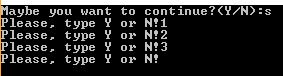 Maybe you want to continue?(Y/N):s
Please, type Y or N!1
Please, type Y or N!2
Please, type Y or N!3
Please, type Y or N!